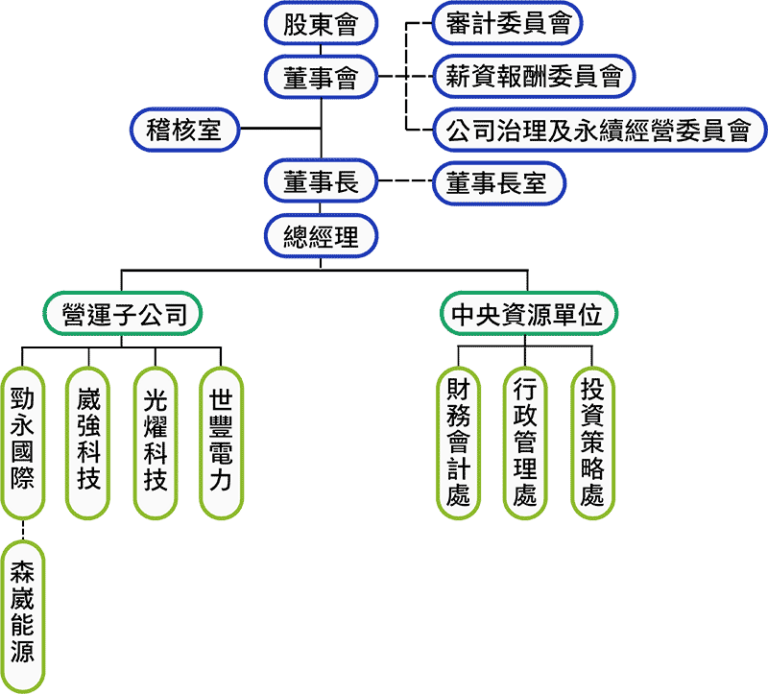 股東會
審計委員會
董事會
薪資報酬委員會
稽核室
公司治理及永續經營委員會
董事長
董事長室
總經理
營運子公司
中央資源單位
勁永國際
崴強科技
光燿科技
世豐電力
財務會計處
行政管理處
投資策略處
森崴能源